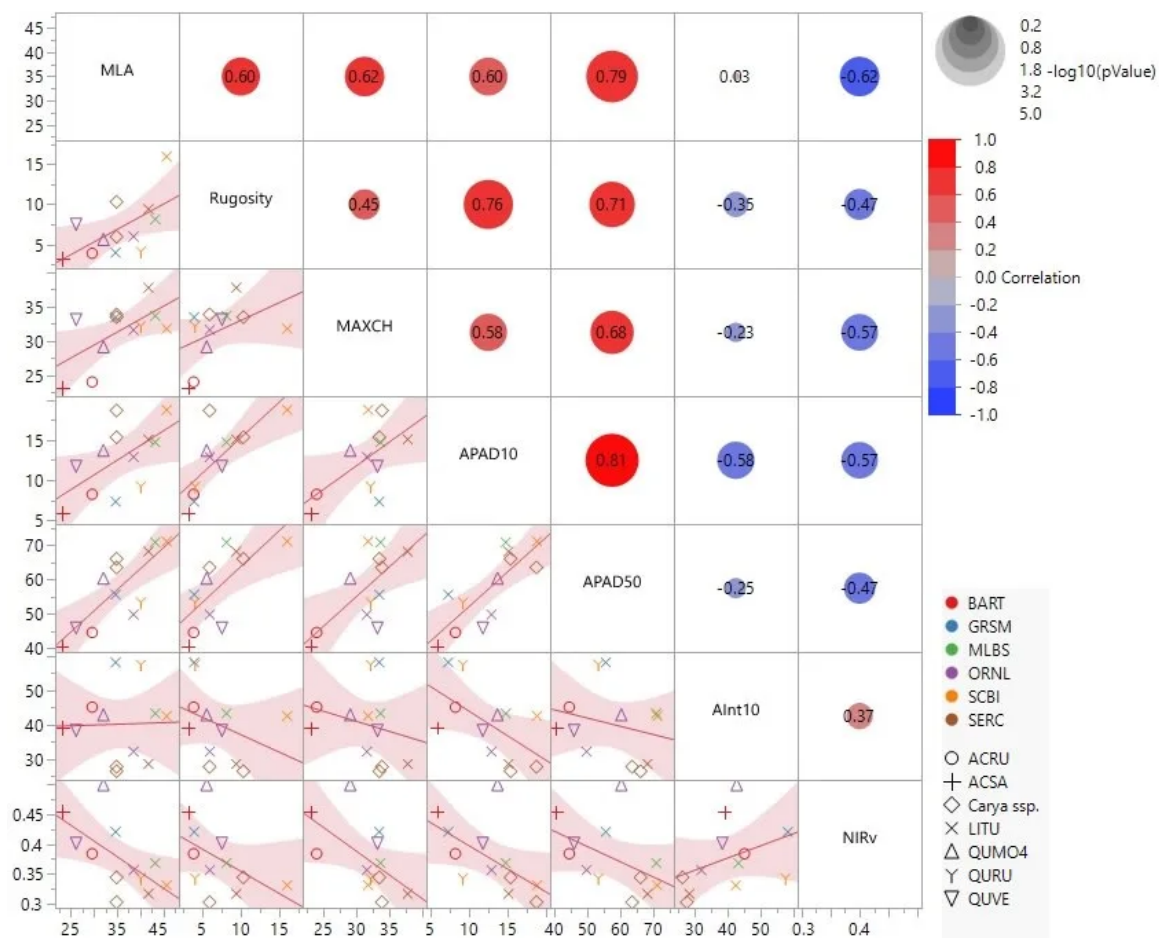 45
40
35
30
25
MLA
0.60
0.62
0.60
0.79
0.03
-0.62
0.2
0.8
1.8 -log10(pValue)
3.2
5.0
15
10
5
Rugosity
0.45
0.76
0.71
-0.35
-0.47
1.0
0.8
0.6
0.4
0.2
0.0 Correlation
-0.2
-0.4
-0.6
-0.8
-1.0
35
30
25
MAXCH
0.58
0.68
-0.23
-0.57
15
10
5
APAD10
0.81
-0.58
-0.57
70
60
50
40
APAD50
-0.25
-0.47
50
40
30
AInt10
0.37
0.45
0.4
0.35
0.3
NIRv
BART
GRSM
MLBS
ORNL
SCBI
SERC
ACRU
ACSA
Carya ssp.
LITU
QUMO4
QURU
QUVE
25 35 45 5 10 15 25 30 35 5 10 15 40 50 60 70 30 40 50 0.3 0.4